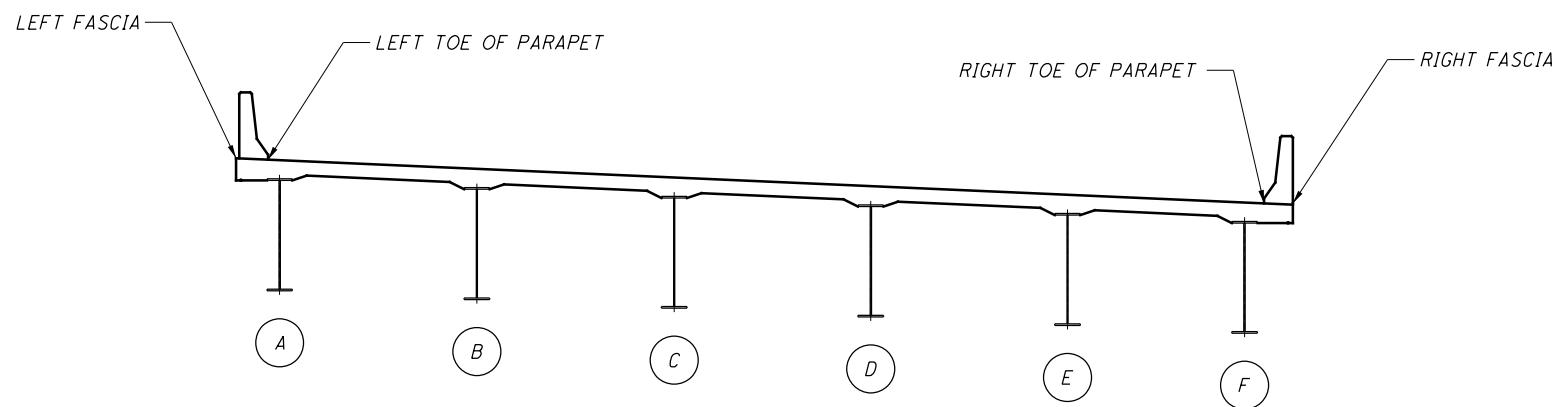 LEFT FASCIA
LEFT TOE OF PARAPET
RIGHT TOE OF PARAPET
RIGHT FASCIA
A
B
C
D
E
F